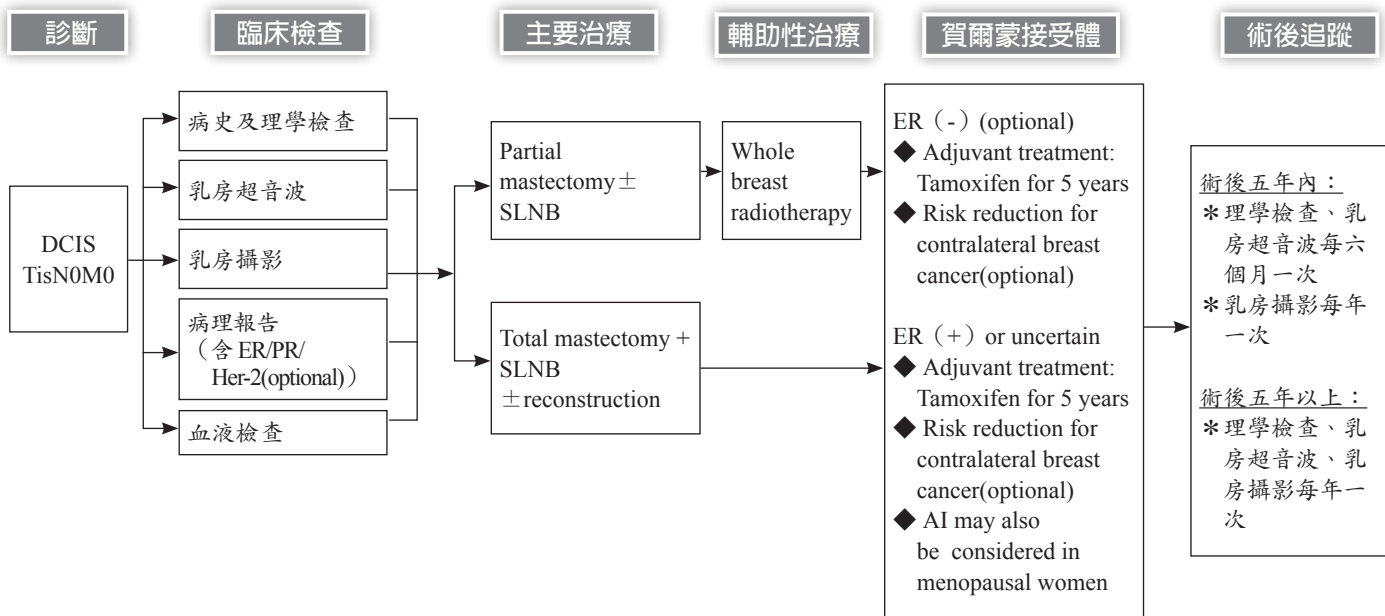 診斷
臨床檢查
主要治療
輔助性治療
賀爾蒙接受體
術後追蹤
DCIS
TisN0M0
病史及理學檢查
乳房超音波
乳房攝影
病理報告
（含 ER/PR/
Her-2(optional)）
血液檢查
Partial
mastectomy±
SLNB
Total mastectomy +
SLNB
±reconstruction
Whole
breast
radiotherapy
ER（-）(optional)
◆ Adjuvant treatment:
Tamoxifen for 5 years
◆ Risk reduction for
contralateral breast
cancer(optional)
ER（+）or uncertain
◆ Adjuvant treatment:
Tamoxifen for 5 years
◆ Risk reduction for
contralateral breast
cancer(optional)
◆ AI may also
be considered in
menopausal women
術後五年內：
＊理學檢查、乳
房超音波每六
個月一次
＊乳房攝影每年
一次
術後五年以上：
＊理學檢查、乳
房超音波、乳
房攝影每年一
次